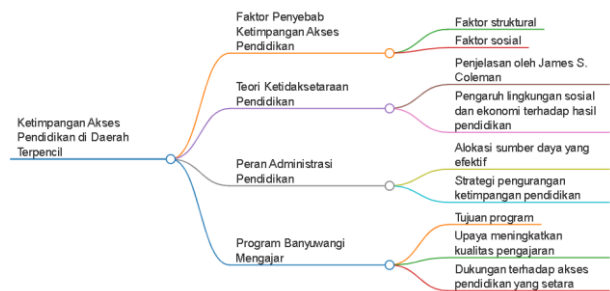 Ketimpangan Akses
Pendidikan di Daerah
Terpencil
Faktor Penyebab
Ketimpangan Akses
Pendidikan
Faktor struktural
Faktor sosial
Teori Ketidaksetaraan
Pendidikan
Penjelasan oleh James S.
Coleman
Pengaruh lingkungan sosial
dan ekonomi terhadap hasil
pendidikan
Peran Administrasi
Pendidikan
Alokasi sumber daya yang
efektif
Strategi pengurangan
ketimpangan pendidikan
Program Banyuwangi
Mengajar
Tujuan program
Upaya meningkatkan
kualitas pengajaran
Dukungan terhadap akses
pendidikan yang setara